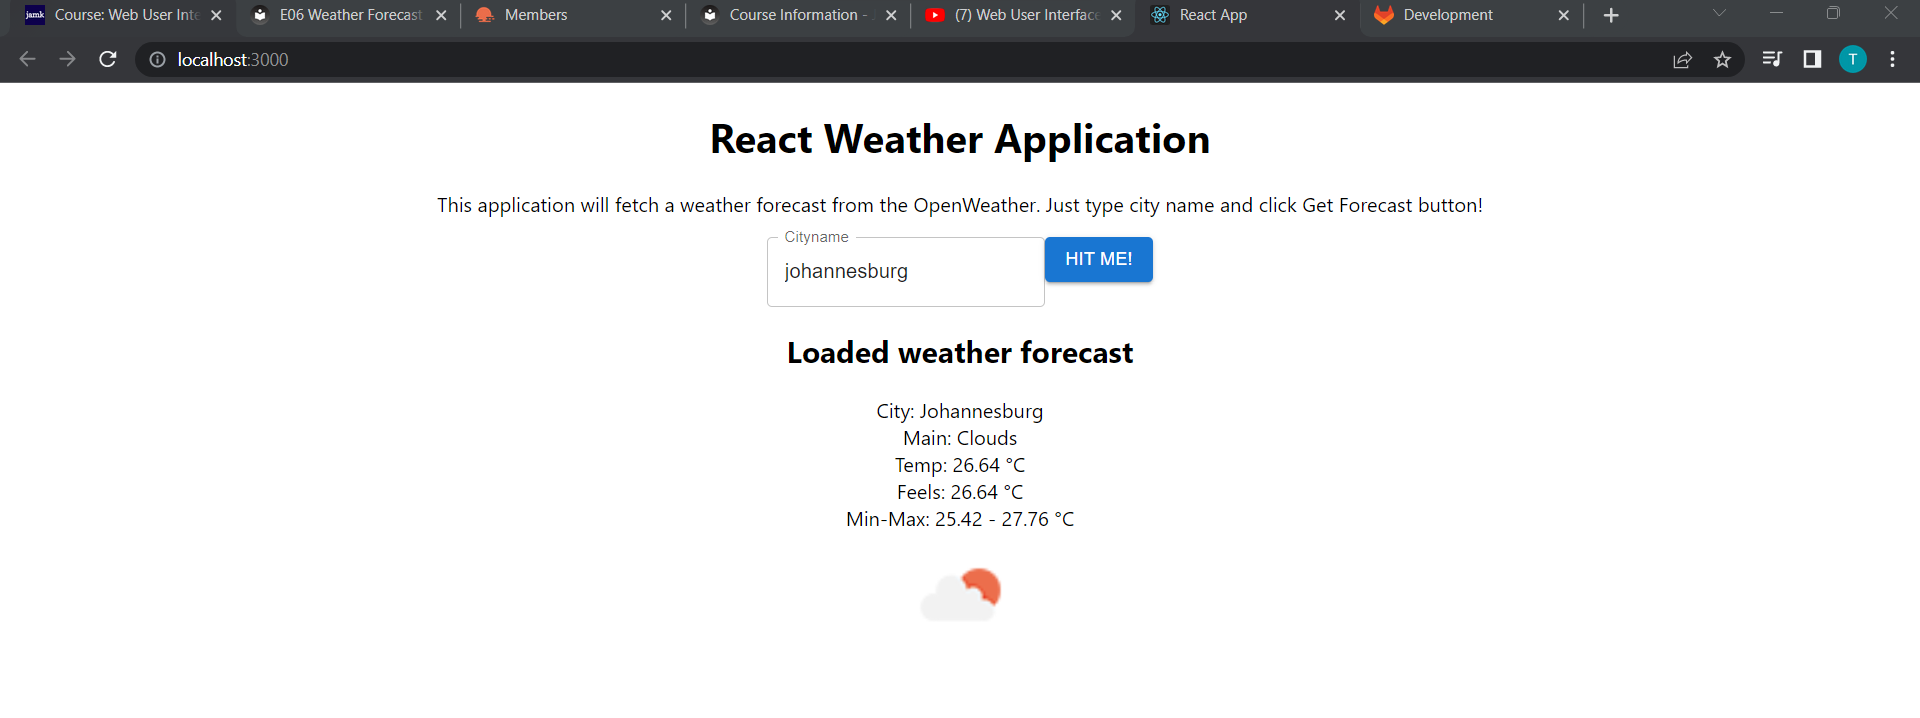 jamk Course: Web User Inte
E06 Weather Forecast
Members
Course Information -
(7) Web User Interface
React App
Development
localhost:3000
T
React Weather Application
This application will fetch a weather forecast from the OpenWeather. Just type city name and click Get Forecast button!
Cityname
johannesburg
HIT ME!
Loaded weather forecast
City: Johannesburg
Main: Clouds
Temp: 26.64 °C
Feels: 26.64 °C
Min-Max: 25.42 - 27.76 °C